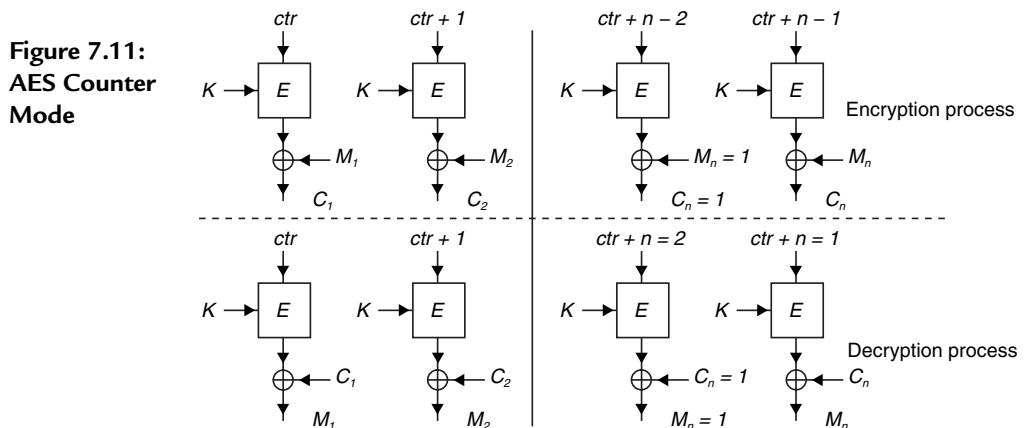 Figure 7.11:
AES Counter
Mode
ctr ctr + 1 ctr + n – 2 ctr + n – 1
K E K E K E K E
Encryption process
M1 M2 Mn = 1 Mn
C1 C2 Cn = 1 Cn
ctr ctr + 1 ctr + n = 2 ctr + n = 1
K E K E K E K E
Decryption process
C1 C2 Cn = 1 Cn
M1 M2 Mn = 1 Mn